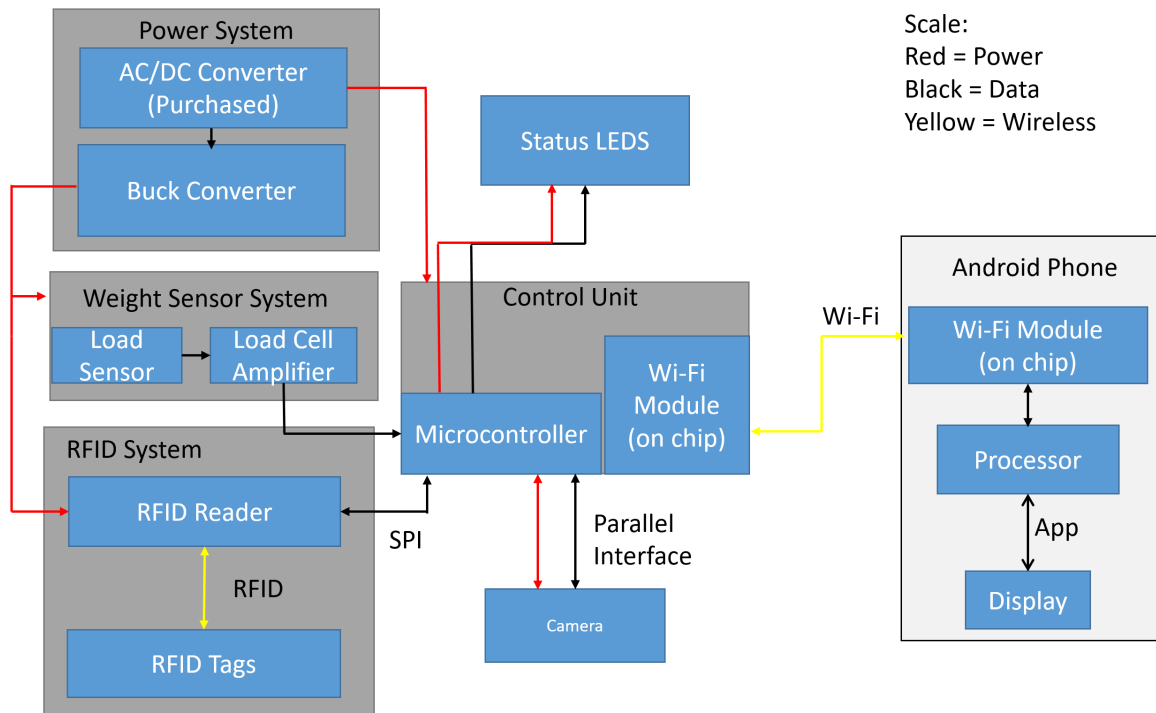 Power System
AC/DC Converter
(Purchased)
Buck Converter
Status LEDS
Scale:
Red = Power
Black = Data
Yellow = Wireless
Weight Sensor System
Load
Sensor
Load Cell
Amplifier
Control Unit
Microcontroller
Wi-Fi
Module
(on chip)
Wi-Fi
Android Phone
Wi-Fi Module
(on chip)
Processor
App
Display
RFID System
RFID Reader
SPI
RFID
RFID Tags
Parallel
Interface
Camera